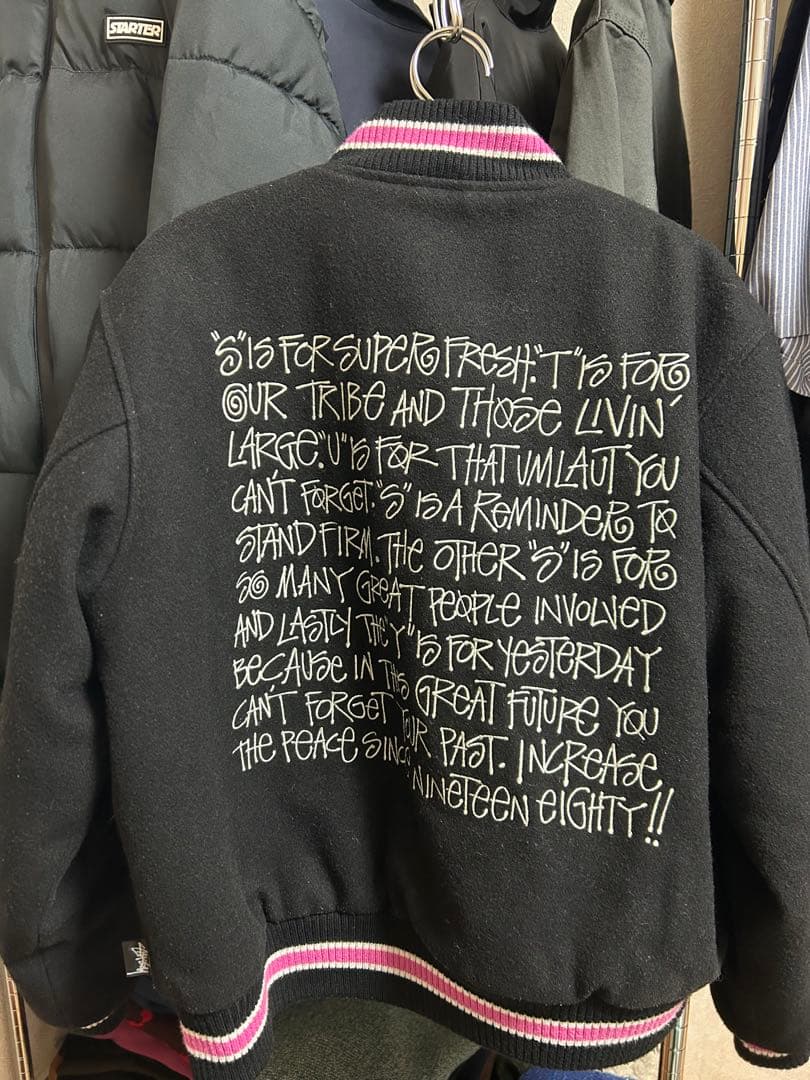 STARTER
"S" IS FOR SUPER FRESH. "T" IS FOR
OUR TRIBE AND THOSE LIVIN'
LARGE. "U" IS FOR THAT UMLAUT YOU
CAN'T FORGET. "S" IS A REMINDER TO
STAND FIRM. THE OTHER "S" IS FOR
SO MANY GREAT PEOPLE INVOLVED
AND LASTLY THE "Y" IS FOR YESTERDAY
BECAUSE IN THIS GREAT FUTURE YOU
CAN'T FORGET YOUR PAST. INCREASE
THE PEACE SINCE NINETEEN EIGHTY!!